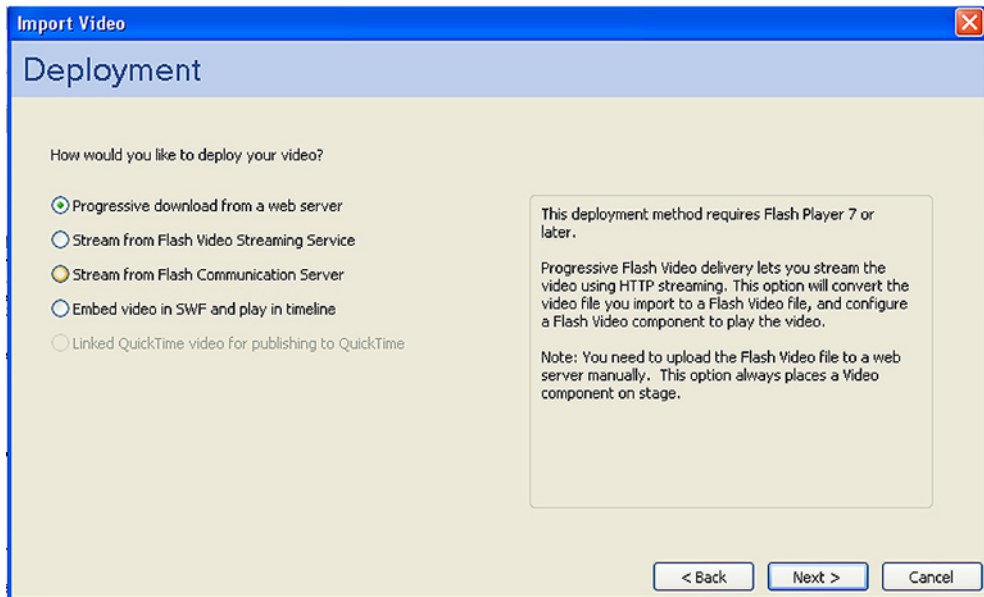 Import Video
Deployment
How would you like to deploy your video?
Progressive download from a web server
Stream from Flash Video Streaming Service
Stream from Flash Communication Server
Embed video in SWF and play in timeline
Linked QuickTime video for publishing to QuickTime
This deployment method requires Flash Player 7 or
later.
Progressive Flash Video delivery lets you stream the
video using HTTP streaming. This option will convert the
video file you import to a Flash Video file, and configure
a Flash Video component to play the video.
Note: You need to upload the Flash Video file to a web
server manually. This option always places a Video
component on stage.
< Back
Next >
Cancel